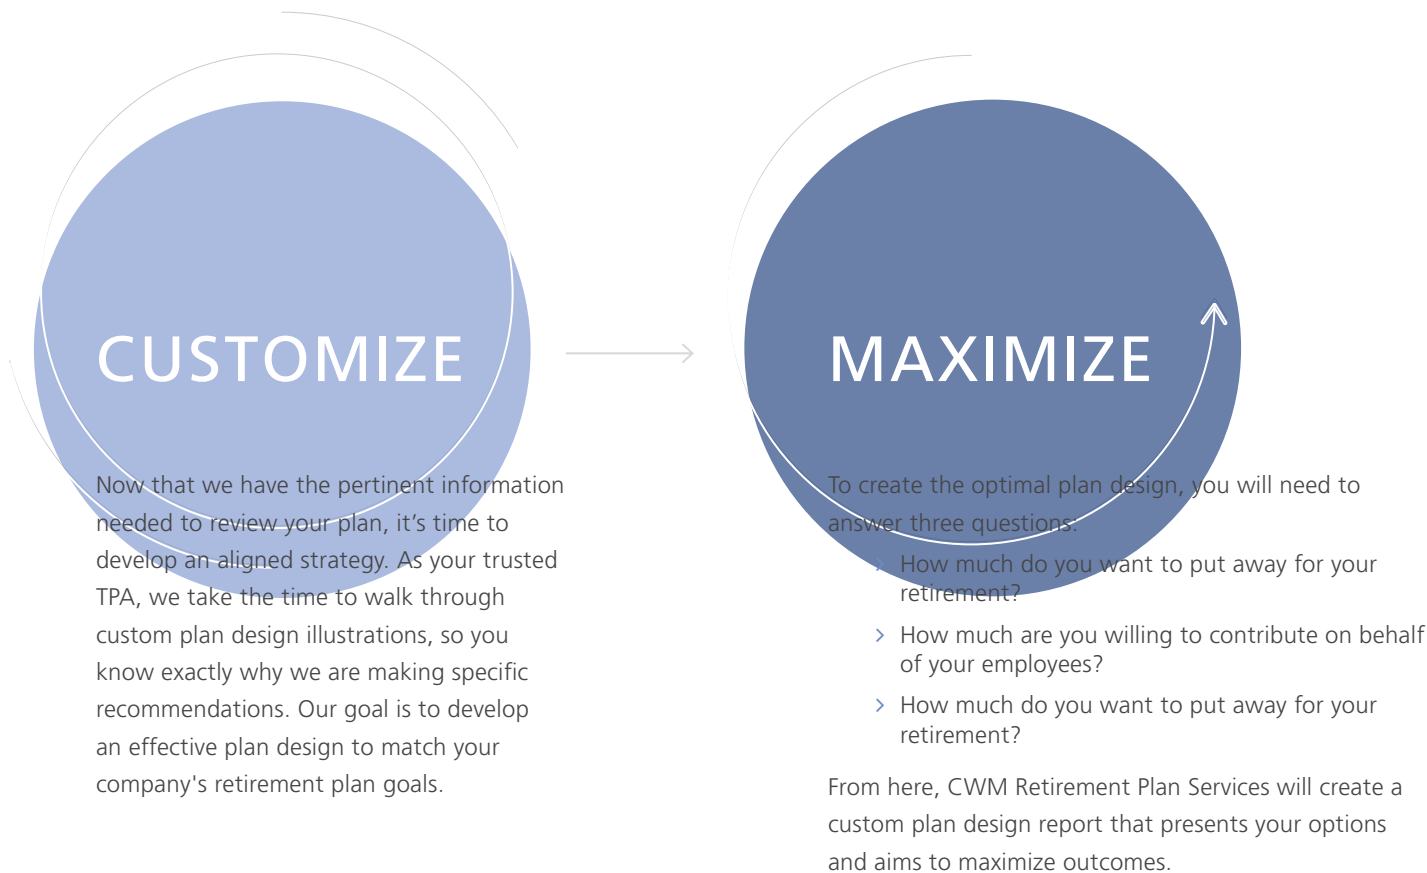 CUSTOMIZE
Now that we have the pertinent information
needed to review your plan, it’s time to
develop an aligned strategy. As your trusted
TPA, we take the time to walk through
custom plan design illustrations, so you
know exactly why we are making specific
recommendations. Our goal is to develop
an effective plan design to match your
company's retirement plan goals.
MAXIMIZE
To create the optimal plan design, you will need to
answer three questions:
How much do you want to put away for your
retirement?
How much are you willing to contribute on behalf
of your employees?
How much do you want to put away for your
retirement?
From here, CWM Retirement Plan Services will create a
custom plan design report that presents your options
and aims to maximize outcomes.